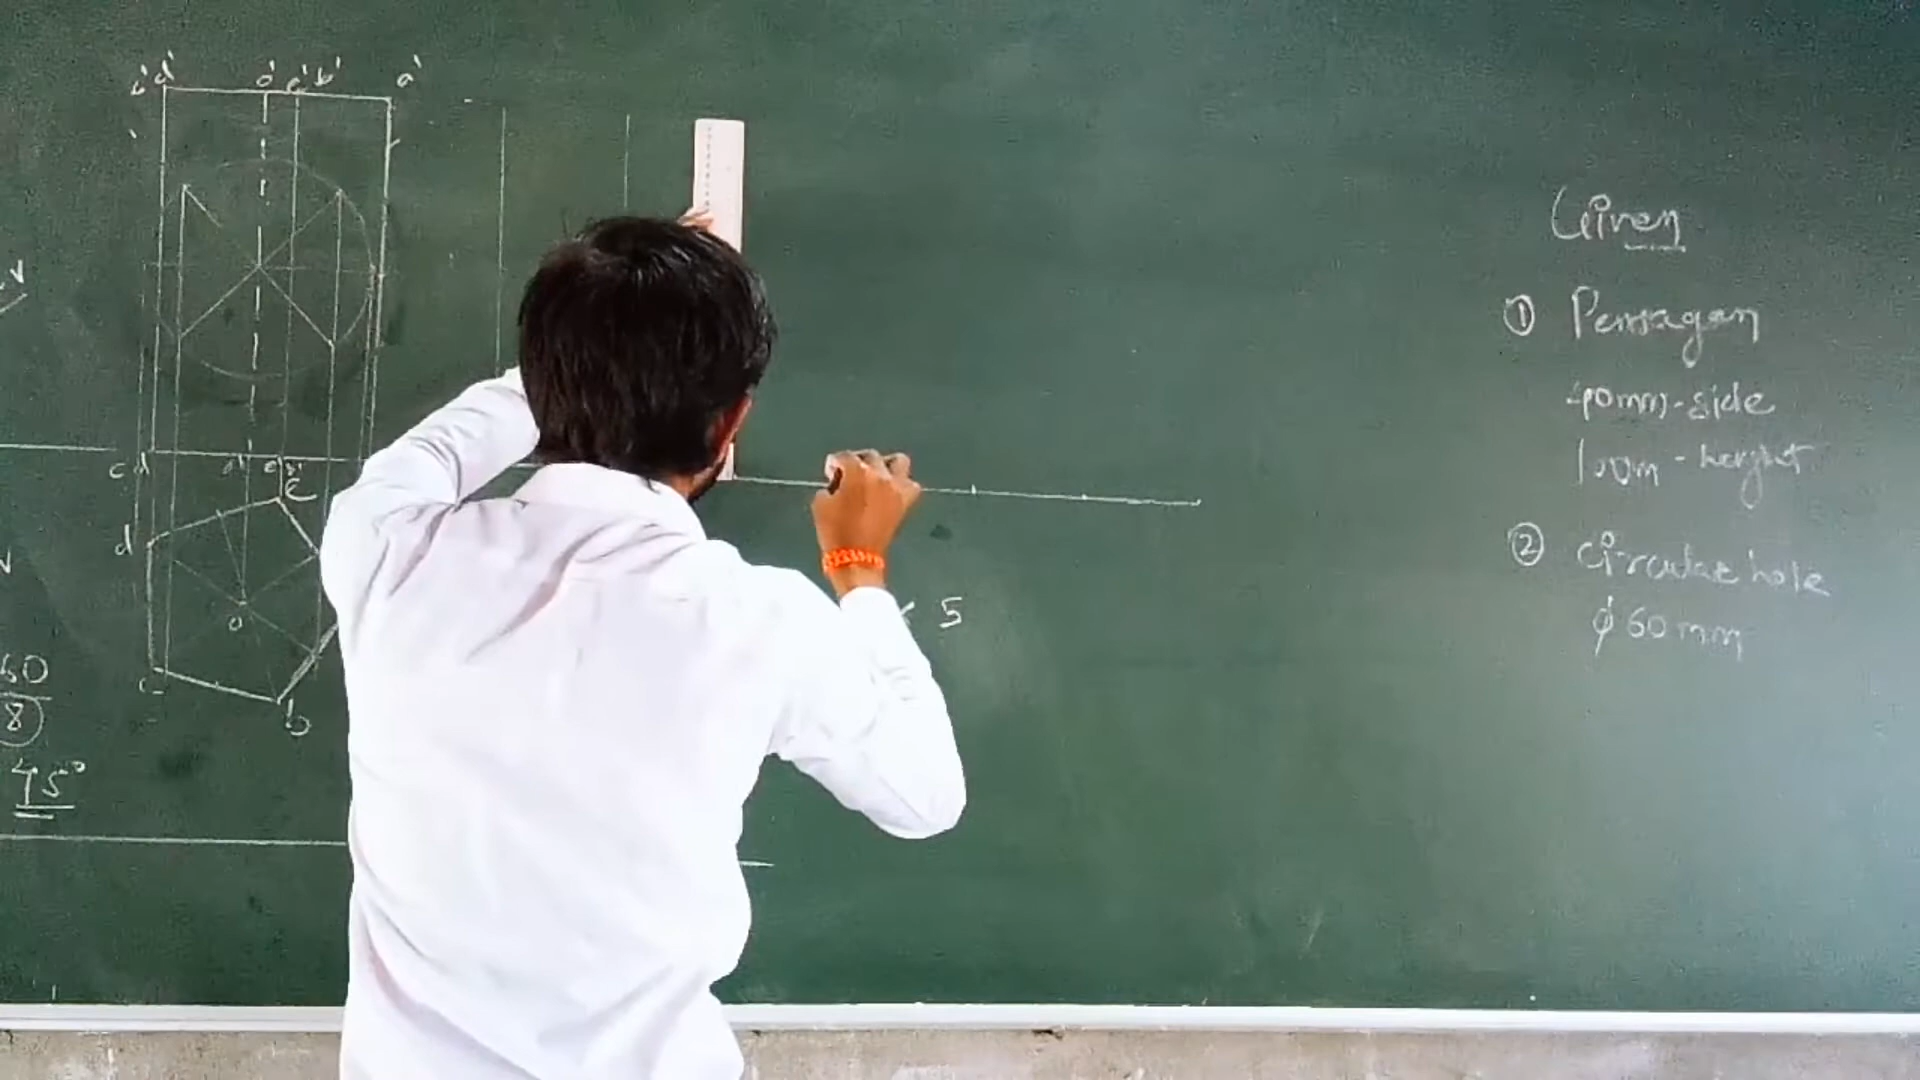 c' d' o' e' b' a'
V
c d o' e b'
e
d
V
o
5
60
8
c
b
45°
Given
① Pentagon
40mm-side
100m - height
② Circular hole
ϕ 60 mm